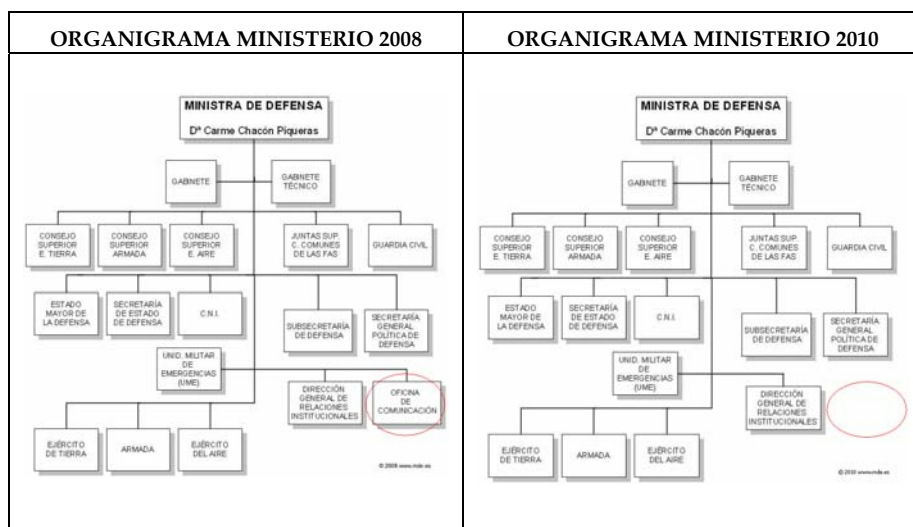 ORGANIGRAMA MINISTERIO 2008
ORGANIGRAMA MINISTERIO 2010
MINISTRA DE DEFENSA
Dª Carme Chacón Piqueras
GABINETE
GABINETE
TÉCNICO
CONSEJO
SUPERIOR
E. TIERRA
CONSEJO
SUPERIOR
ARMADA
CONSEJO
SUPERIOR
E. AIRE
JUNTAS SUP.
C. COMUNES
DE LAS FAS
GUARDIA CIVIL
ESTADO
MAYOR DE
LA DEFENSA
SECRETARÍA
DE ESTADO
DE DEFENSA
C.N.I.
SUBSECRETARÍA
DE DEFENSA
SECRETARÍA
GENERAL
POLÍTICA DE
DEFENSA
UNID. MILITAR
DE
EMERGENCIAS
(UME)
DIRECCIÓN
GENERAL DE
RELACIONES
INSTITUCIONALES
OFICINA
DE
COMUNICACIÓN
EJÉRCITO
DE TIERRA
ARMADA
EJÉRCITO
DEL AIRE
© 2008 www.mde.es
MINISTRA DE DEFENSA
Dª Carme Chacón Piqueras
GABINETE
GABINETE
TÉCNICO
CONSEJO
SUPERIOR
E. TIERRA
CONSEJO
SUPERIOR
ARMADA
CONSEJO
SUPERIOR
E. AIRE
JUNTAS SUP.
C. COMUNES
DE LAS FAS
GUARDIA CIVIL
ESTADO
MAYOR DE
LA DEFENSA
SECRETARÍA
DE ESTADO
DE DEFENSA
C.N.I.
SUBSECRETARÍA
DE DEFENSA
SECRETARÍA
GENERAL
POLÍTICA DE
DEFENSA
UNID. MILITAR
DE
EMERGENCIAS
(UME)
DIRECCIÓN
GENERAL DE
RELACIONES
INSTITUCIONALES
EJÉRCITO
DE TIERRA
ARMADA
EJÉRCITO
DEL AIRE
© 2010 www.mde.es